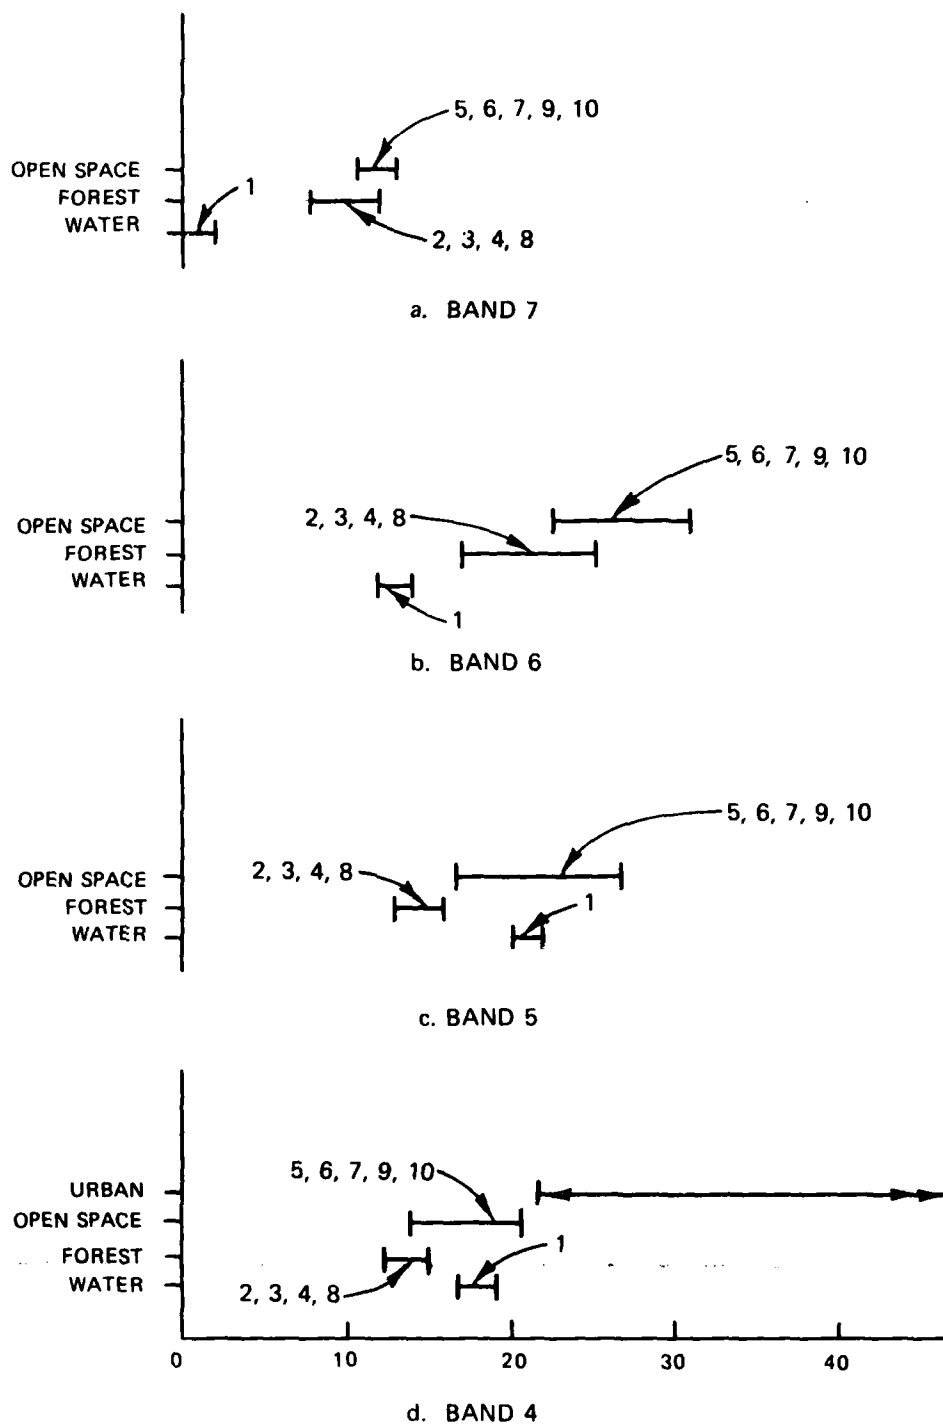 5, 6, 7, 9, 10
OPEN SPACE
1
FOREST
WATER
2, 3, 4, 8
a. BAND 7
5, 6, 7, 9, 10
2, 3, 4, 8
OPEN SPACE
FOREST
WATER
1
b. BAND 6
5, 6, 7, 9, 10
2, 3, 4, 8
OPEN SPACE
FOREST
1
WATER
c. BAND 5
5, 6, 7, 9, 10
URBAN
OPEN SPACE
1
FOREST
WATER
2, 3, 4, 8
0 10 20 30 40
d. BAND 4